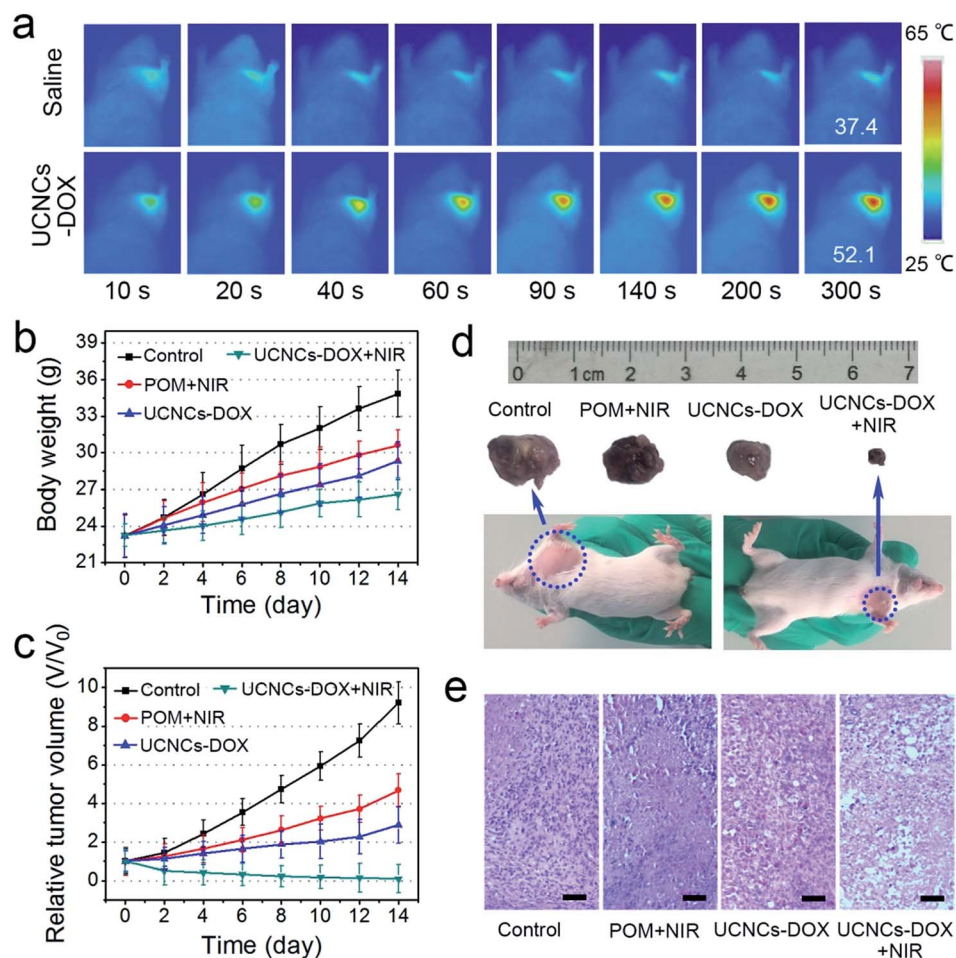 a
Saline
37.4
65 ℃
UCNCs
-DOX
52.1
25 ℃
10 s 20 s 40 s 60 s 90 s 140 s 200 s 300 s
b
Body weight (g)
39
36
33
30
27
24
21
Control
UCNCs-DOX+NIR
POM+NIR
UCNCs-DOX
0 2 4 6 8 10 12 14
Time (day)
c
Relative tumor volume (V/V₀)
10
8
6
4
2
0
Control
UCNCs-DOX+NIR
POM+NIR
UCNCs-DOX
0 2 4 6 8 10 12 14
Time (day)
d
0 1cm 2 3 4 5 6 7
Control
POM+NIR
UCNCs-DOX
UCNCs-DOX
+NIR
e
Control
POM+NIR
UCNCs-DOX
UCNCs-DOX
+NIR